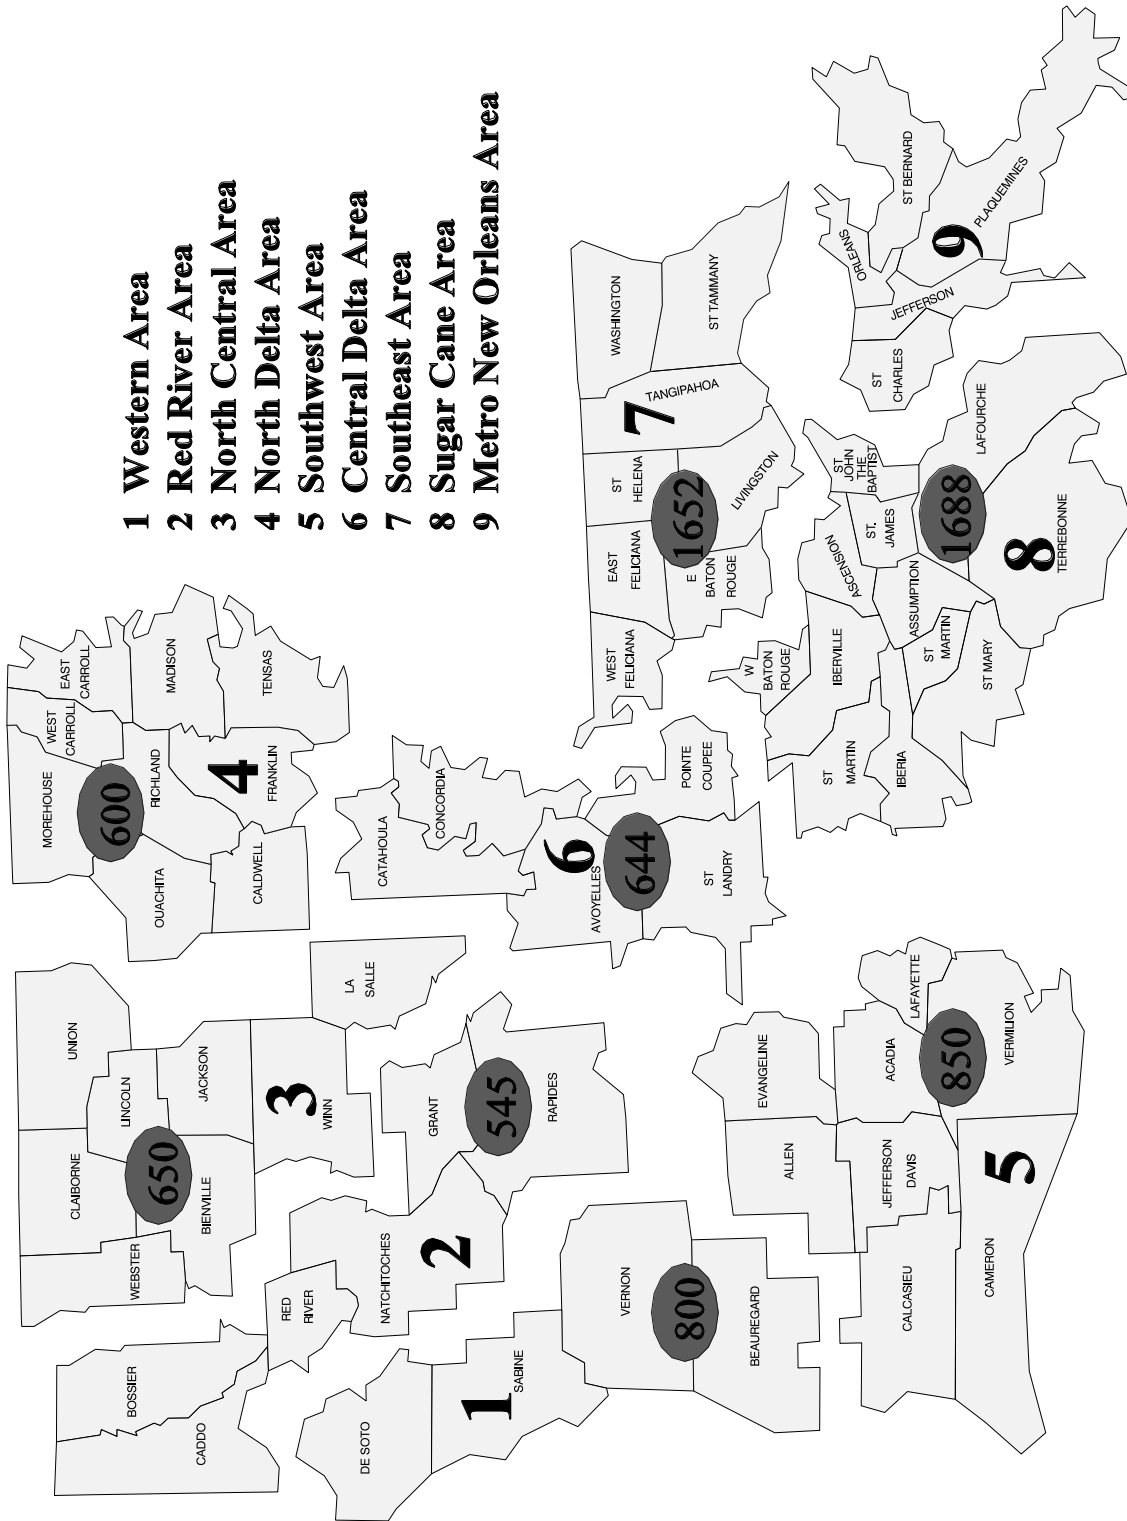 1 Western Area
2 Red River Area
3 North Central Area
4 North Delta Area
5 Southwest Area
6 Central Delta Area
7 Southeast Area
8 Sugar Cane Area
9 Metro New Orleans Area
CADDO
BOSSIER
WEBSTER
CLAIBORNE
UNION
LINCOLN
650
BIENVILLE
JACKSON
3
WINN
LA
SALLE
MOREHOUSE
WEST
CARROLL
EAST
CARROLL
600
RICHLAND
MADISON
OUACHITA
4
FRANKLIN
TENSAS
CALDWELL
DE SOTO
RED
RIVER
NATCHITOCHES
2
GRANT
545
RAPIDES
1
SABINE
VERNON
800
BEAUREGARD
CATAHOULA
CONCORDIA
6
AVOYELLES
644
ST
LANDRY
POINTE
COUPEE
EVANGELINE
ALLEN
JEFFERSON
DAVIS
ACADIA
LAFAYETTE
850
VERMILION
CALCASIEU
CAMERON
5
WEST
FELICIANA
EAST
FELICIANA
ST
HELENA
7
TANGIPAHOA
WASHINGTON
ST TAMMANY
1652
E
BATON
ROUGE
LIVINGSTON
W
BATON
ROUGE
IBERVILLE
ASCENSION
ST.
JAMES
ST
JOHN
THE
BAPTIST
ST
MARTIN
IBERIA
ASSUMPTION
ST
MARTIN
ST MARY
1688
LAFOURCHE
8
TERREBONNE
ST
CHARLES
JEFFERSON
ORLEANS
ST BERNARD
9
PLAQUEMINES